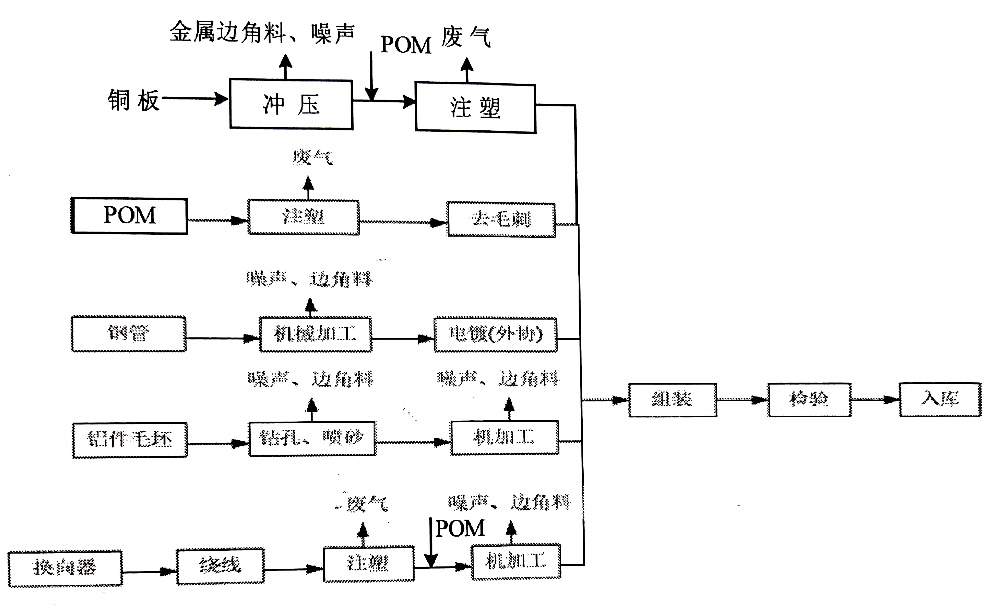 金属边角料、噪声 POM 废气
铜板 冲压 注塑
废气
POM 注塑 去毛刺
噪声、边角料
钢管 机械加工 电镀(外协)
噪声、边角料 噪声、边角料
组装 检验 入库
铝件毛坯 钻孔、喷砂 机加工
废气 噪声、边角料
POM
换向器 绕线 注塑 机加工